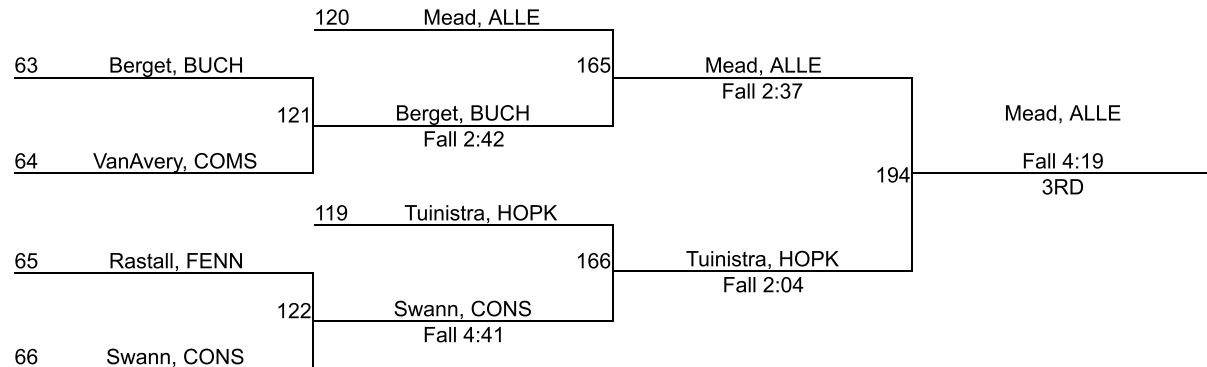 120 Mead, ALLE
63 Berget, BUCH
165 Mead, ALLE
Fall 2:37
121 Berget, BUCH
Fall 2:42
Mead, ALLE
64 VanAvery, COMS
194 Fall 4:19
3RD
119 Tuinistra, HOPK
65 Rastall, FENN
166 Tuinistra, HOPK
Fall 2:04
122 Swann, CONS
Fall 4:41
66 Swann, CONS